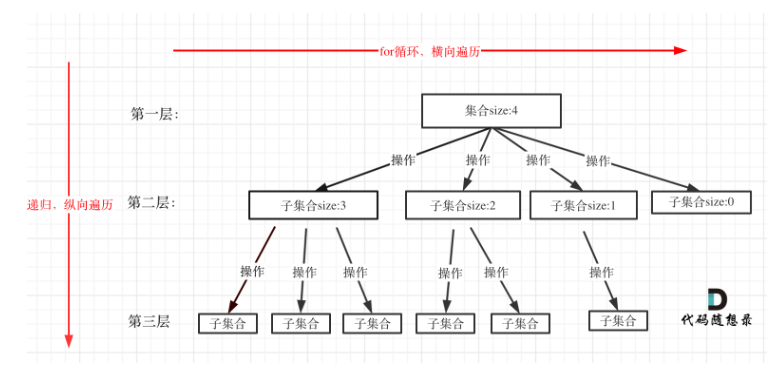 for循环，横向遍历
第一层：
集合size:4
操作 操作 操作 操作
递归，纵向遍历
第二层：
子集合size:3 子集合size:2 子集合size:1 子集合size:0
操作 操作 操作 操作 操作 操作
第三层
子集合 子集合 子集合 子集合 子集合 子集合
代码随想录